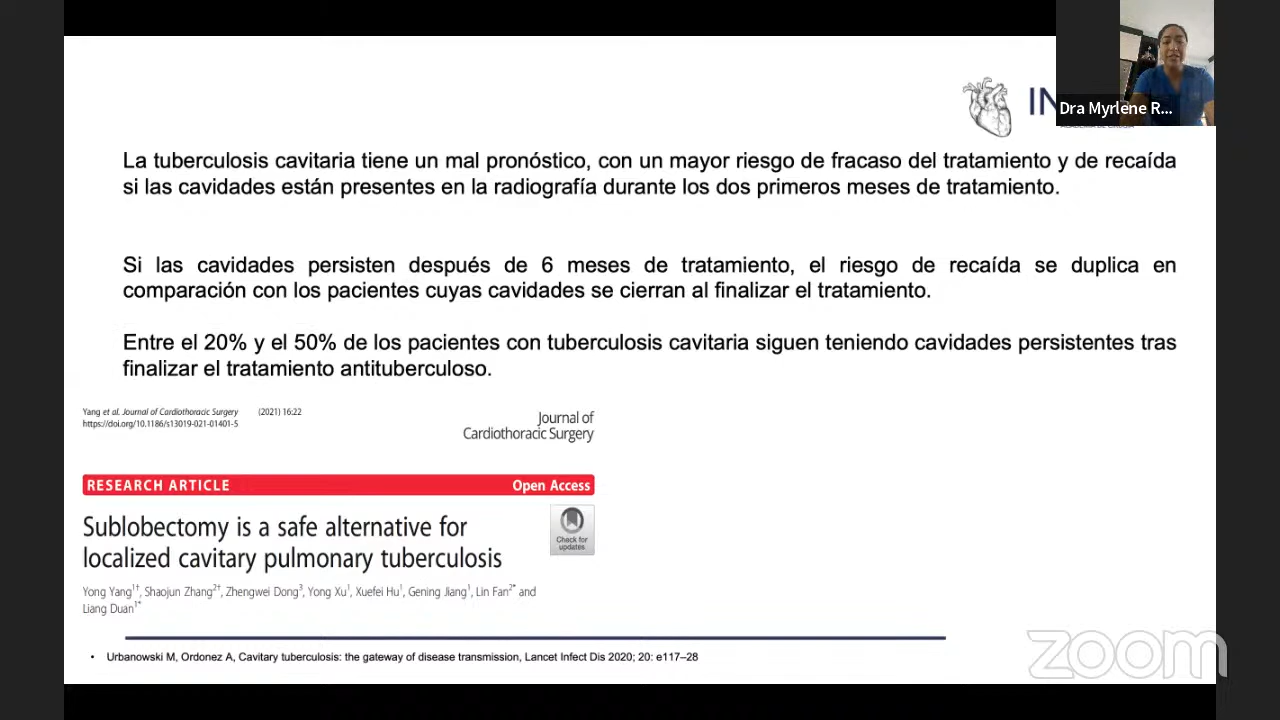 IN
Dra Myrlene R...
La tuberculosis cavitaria tiene un mal pronóstico, con un mayor riesgo de fracaso del tratamiento y de recaída
si las cavidades están presentes en la radiografía durante los dos primeros meses de tratamiento.
Si las cavidades persisten después de 6 meses de tratamiento, el riesgo de recaída se duplica en
comparación con los pacientes cuyas cavidades se cierran al finalizar el tratamiento.
Entre el 20% y el 50% de los pacientes con tuberculosis cavitaria siguen teniendo cavidades persistentes tras
finalizar el tratamiento antituberculoso.
Yang et al. Journal of Cardiothoracic Surgery (2021) 16:22
https://doi.org/10.1186/s13019-021-01401-5
Journal of
Cardiothoracic Surgery
RESEARCH ARTICLE Open Access
Sublobectomy is a safe alternative for
localized cavitary pulmonary tuberculosis
Check for
updates
Yong Yang1†, Shaojun Zhang2†, Zhengwei Dong3, Yong Xu1, Xuefei Hu1, Gening Jiang1, Lin Fan2* and
Liang Duan1*
• Urbanowski M, Ordonez A, Cavitary tuberculosis: the gateway of disease transmission, Lancet Infect Dis 2020; 20: e117–28
zoom